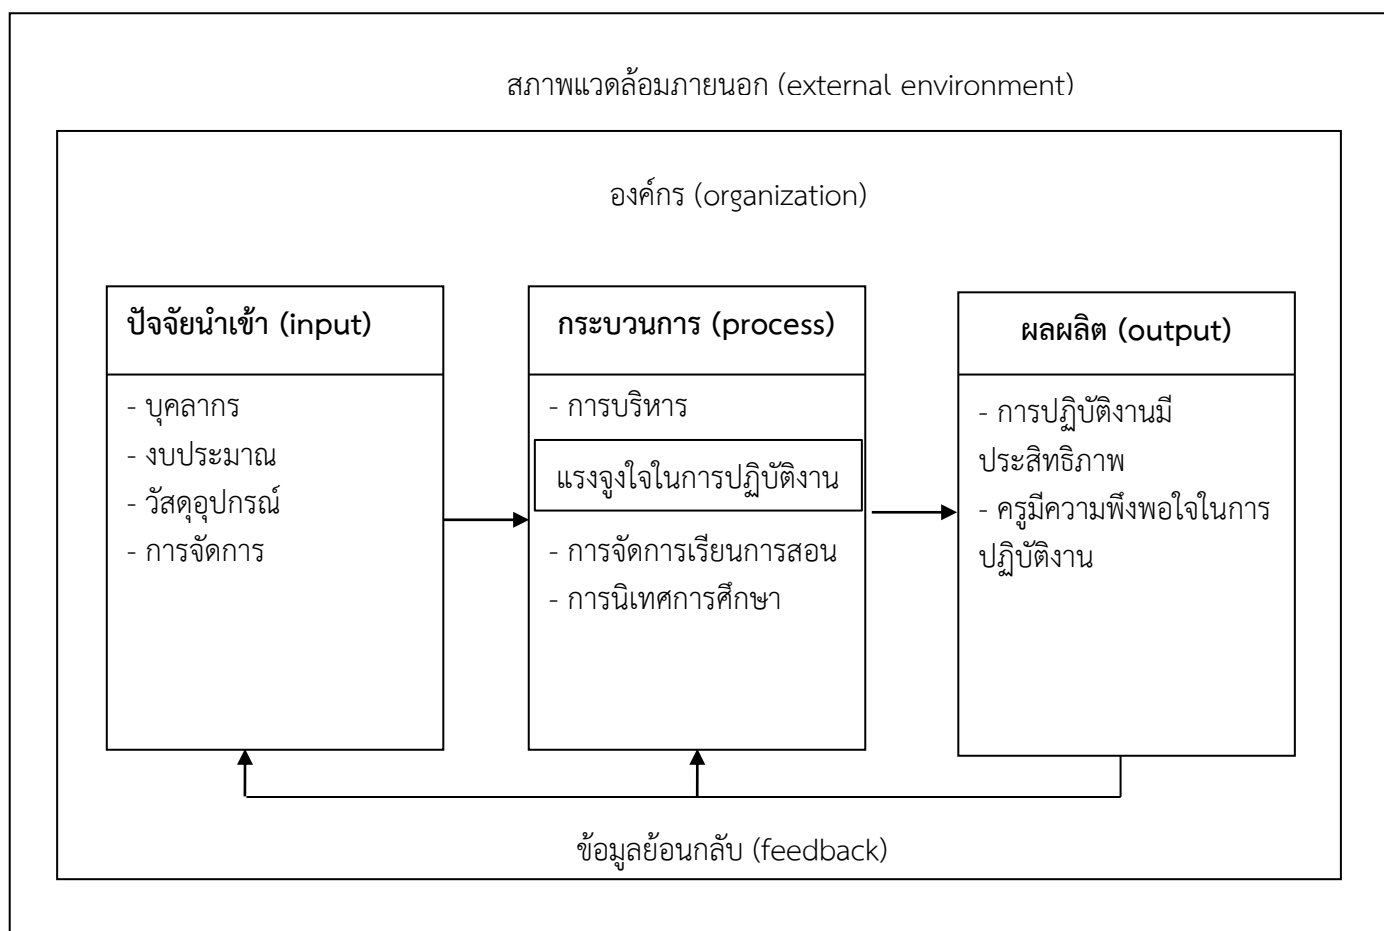 สภาพแวดล้อมภายนอก (external environment)
องค์กร (organization)
ปัจจัยนำเข้า (input)
- บุคลากร
- งบประมาณ
- วัสดุอุปกรณ์
- การจัดการ
กระบวนการ (process)
- การบริหาร
แรงจูงใจในการปฏิบัติงาน
- การจัดการเรียนการสอน
- การนิเทศการศึกษา
ผลผลิต (output)
- การปฏิบัติงานมี
ประสิทธิภาพ
- ครูมีความพึงพอใจในการ
ปฏิบัติงาน
ข้อมูลย้อนกลับ (feedback)